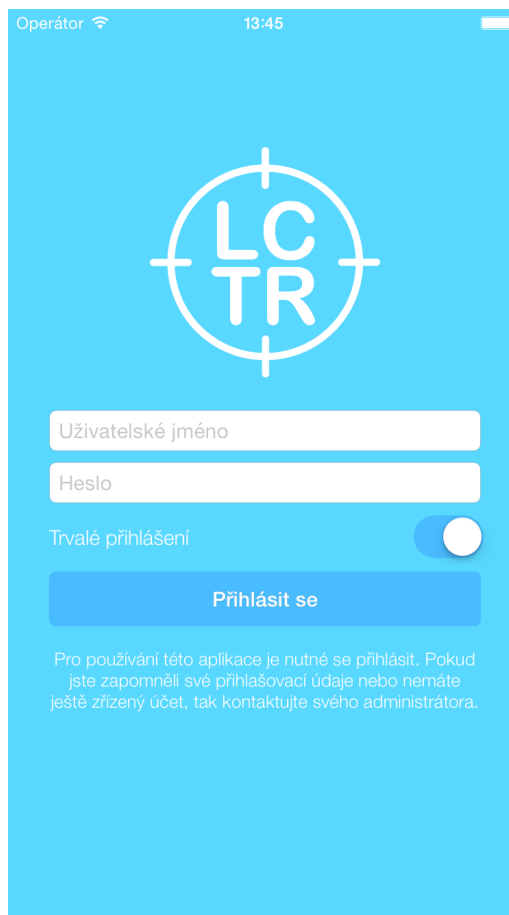 Operátor 13:45
LC
TR
Uživatelské jméno
Heslo
Trvalé přihlášení
Přihlásit se
Pro používání této aplikace je nutné se přihlásit. Pokud
jste zapomněli své přihlašovací údaje nebo nemáte
ještě zřízený účet, tak kontaktujte svého administrátora.